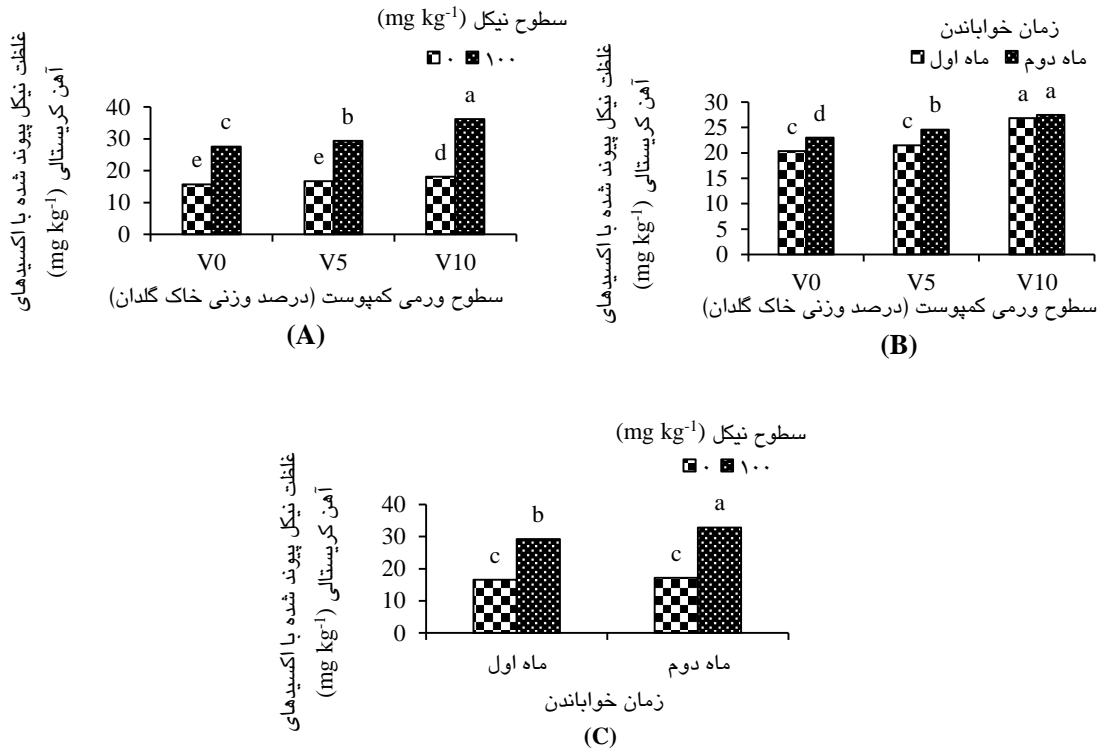 سطوح نیکل (mg kg-1)
۰ ۱۰۰
غلظت نیکل پیوند شده با اکسیدهای
آهن کریستالی (mg kg-1)
40
30
20
10
0
e c e b d a
V0 V5 V10
سطوح ورمی کمپوست (درصد وزنی خاک گلدان)
(A)
زمان خواباندن
ماه اول ماه دوم
غلظت نیکل پیوند شده با اکسیدهای
آهن کریستالی (mg kg-1)
30
25
20
15
10
5
0
c d c b a a
V0 V5 V10
سطوح ورمی کمپوست (درصد وزنی خاک گلدان)
(B)
سطوح نیکل (mg kg-1)
۰ ۱۰۰
غلظت نیکل پیوند شده با اکسیدهای
آهن کریستالی (mg kg-1)
40
30
20
10
0
c b c a
ماه اول ماه دوم
زمان خواباندن
(C)